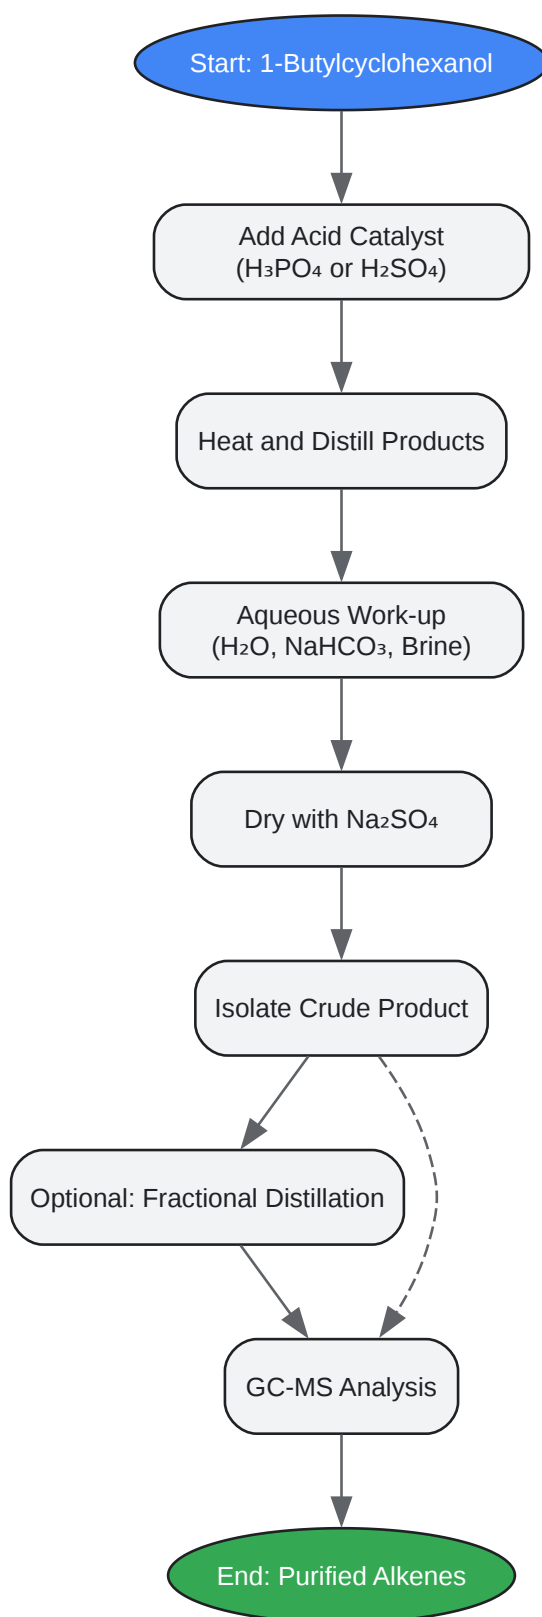 Start: 1-Butylcyclohexanol
Add Acid Catalyst
(H₃PO₄ or H₂SO₄)
Heat and Distill Products
Aqueous Work-up
(H₂O, NaHCO₃, Brine)
Dry with Na₂SO₄
Isolate Crude Product
Optional: Fractional Distillation
GC-MS Analysis
End: Purified Alkenes